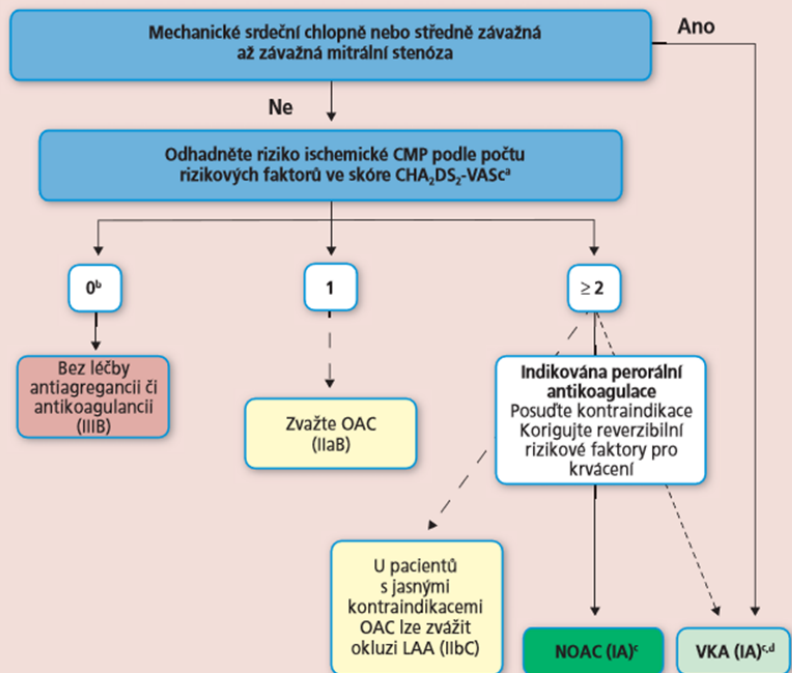 Mechanické srdeční chlopně nebo středně závažná
až závažná mitrální stenóza
Ano
Ne
Odhadněte riziko ischemické CMP podle počtu
rizikových faktorů ve skóre CHA₂DS₂-VAScᵃ
0ᵇ
1
≥ 2
Bez léčby
antiagregancii či
antikoagulancii
(IIIB)
Zvažte OAC
(IIaB)
Indikována perorální
antikoagulace
Posuďte kontraindikace
Korigujte reverzibilní
rizikové faktory pro
krvácení
U pacientů
s jasnými
kontraindikacemi
OAC lze zvážit
okluzi LAA (IIbC)
NOAC (IA)ᶜ
VKA (IA)ᶜ,ᵈ